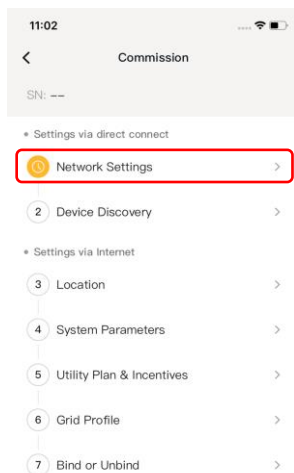 11:02
Commission
SN: --
Settings via direct connect
Network Settings
2 Device Discovery
Settings via Internet
3 Location
4 System Parameters
5 Utility Plan & Incentives
6 Grid Profile
7 Bind or Unbind